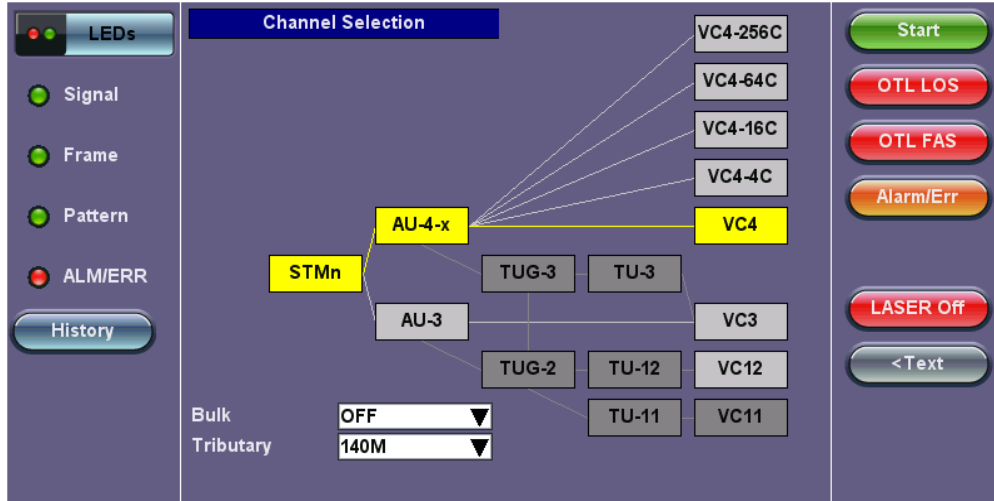 LEDs
Channel Selection
VC4-256C
Start
VC4-64C
OTL LOS
Signal
VC4-16C
OTL FAS
Frame
VC4-4C
Alarm/Err
Pattern
AU-4-x
VC4
ALM/ERR
STMn
TUG-3
TU-3
LASER Off
History
AU-3
VC3
<Text
TUG-2
TU-12
VC12
Bulk
OFF
TU-11
VC11
Tributary
140M